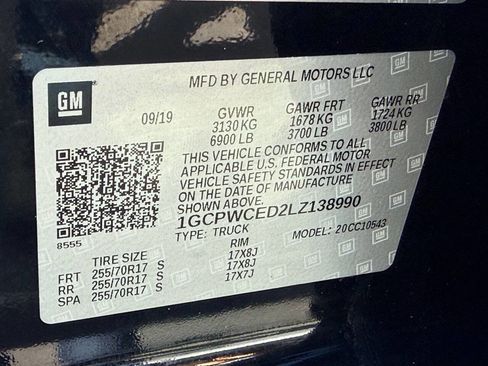 GM
MFD BY GENERAL MOTORS LLC
09/19 GVWR GAWR FRT GAWR RR
3130 KG 1678 KG 1724 KG
6900 LB 3700 LB 3800 LB
THIS VEHICLE CONFORMS TO ALL
APPLICABLE U.S. FEDERAL MOTOR
VEHICLE SAFETY STANDARDS IN EFFECT
ON THE DATE OF MANUFACTURE
1GCPWCED2LZ138990
8555 TYPE: TRUCK MODEL: 20CC10543
TIRE SIZE RIM
FRT 255/70R17 S 17X8J
RR 255/70R17 S 17X8J
SPA 255/70R17 S 17X7J